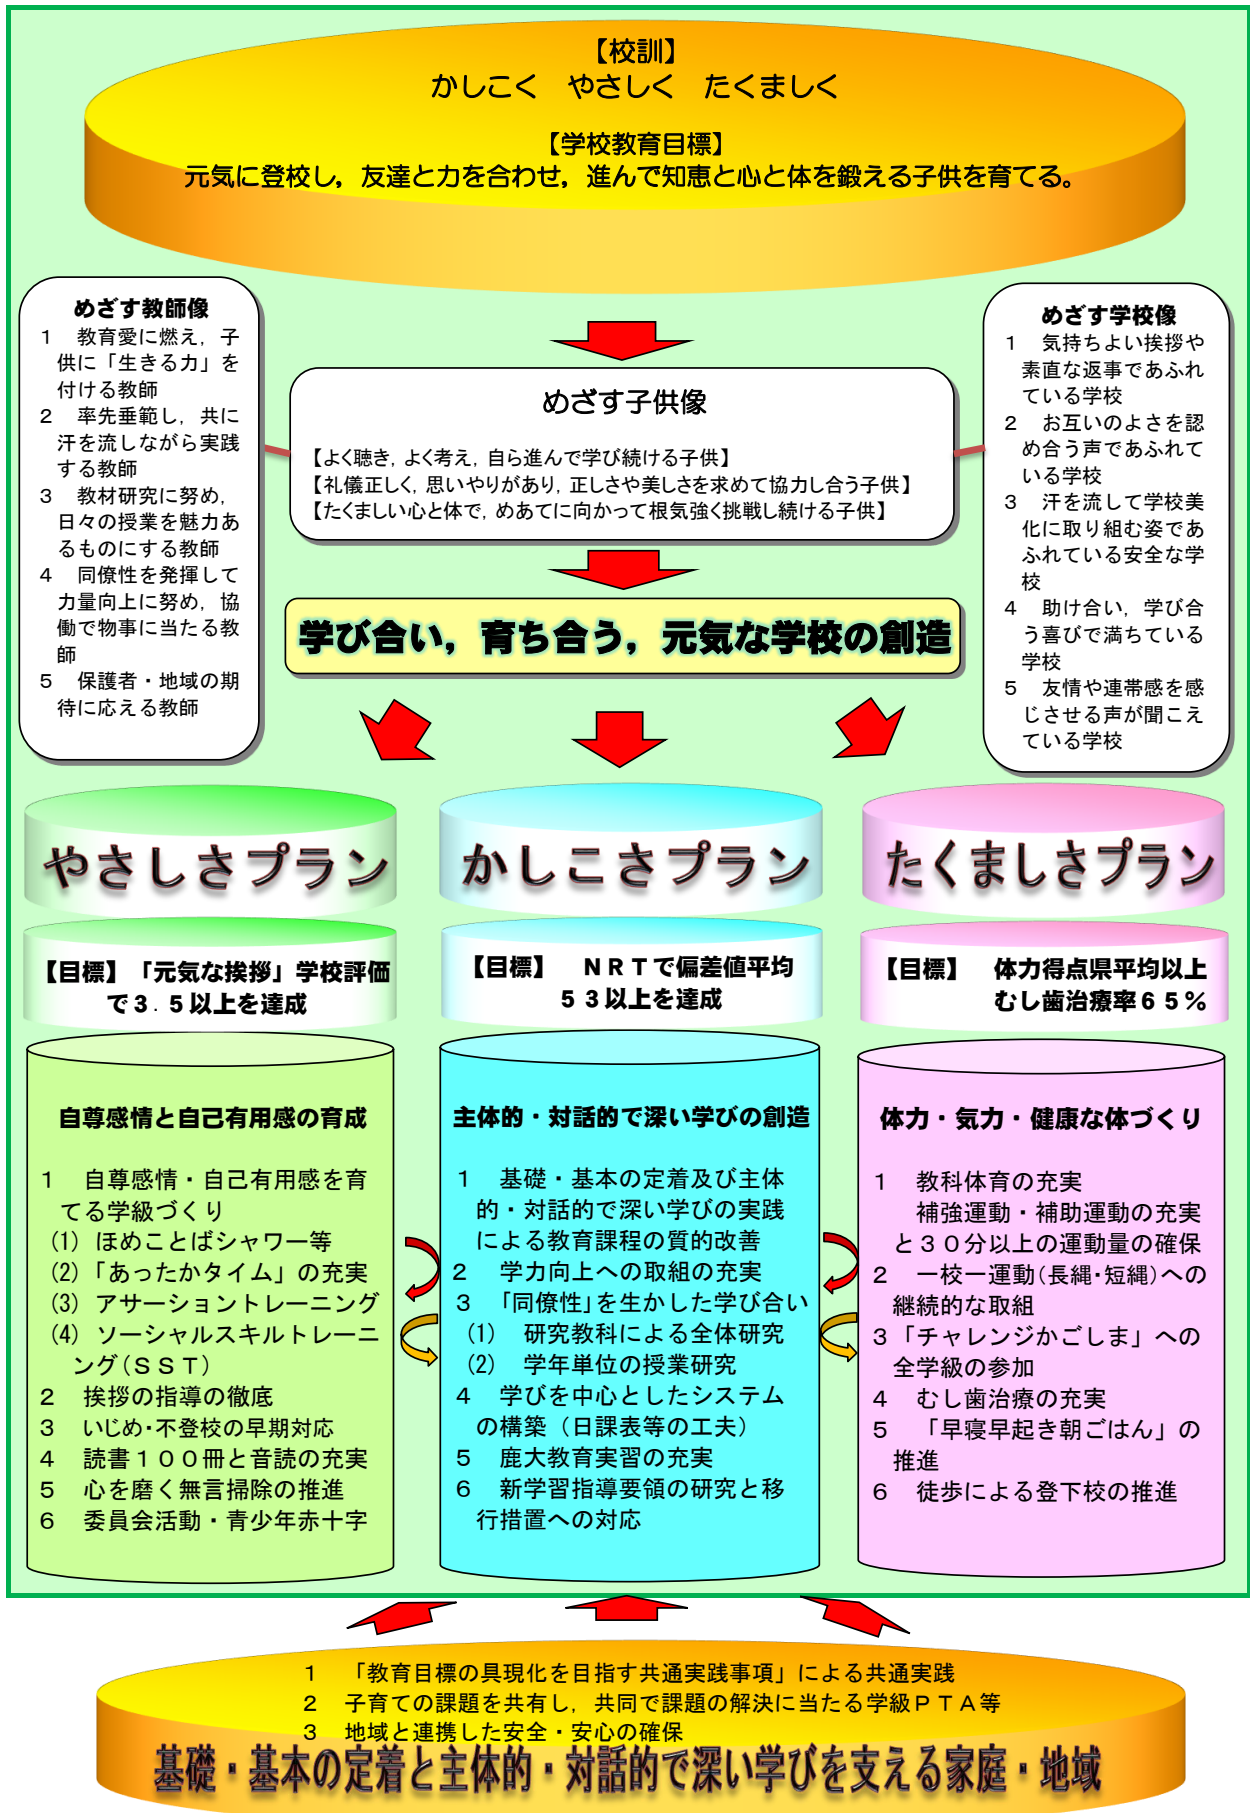 【校訓】
かしこく　やさしく　たくましく
【学校教育目標】
元気に登校し，友達と力を合わせ，進んで知恵と心と体を鍛える子供を育てる。
めざす教師像
１　教育愛に燃え，子
供に「生きる力」を
付ける教師
２　率先垂範し，共に
汗を流しながら実践
する教師
３　教材研究に努め，
日々の授業を魅力あ
るものにする教師
４　同僚性を発揮して
力量向上に努め，協
働で物事に当たる教
師
５　保護者・地域の期
待に応える教師
めざす子供像
【よく聴き，よく考え，自ら進んで学び続ける子供】
【礼儀正しく，思いやりがあり，正しさや美しさを求めて協力し合う子供】
【たくましい心と体で，めあてに向かって根気強く挑戦し続ける子供】
めざす学校像
１　気持ちよい挨拶や
素直な返事であふれ
ている学校
２　お互いのよさを認
め合う声であふれて
いる学校
３　汗を流して学校美
化に取り組む姿であ
ふれている安全な学
校
４　助け合い，学び合
う喜びで満ちている
学校
５　友情や連帯感を感
じさせる声が聞こえ
ている学校
学び合い，育ち合う，元気な学校の創造
やさしさプラン
【目標】「元気な挨拶」学校評価
で３．５以上を達成
自尊感情と自己有用感の育成
１　自尊感情・自己有用感を育
てる学級づくり
(1) ほめことばシャワー等
(2)「あったかタイム」の充実
(3) アサーショントレーニング
(4) ソーシャルスキルトレーニ
ング(ＳＳＴ)
２　挨拶の指導の徹底
３　いじめ・不登校の早期対応
４　読書１００冊と音読の充実
５　心を磨く無言掃除の推進
６　委員会活動・青少年赤十字
かしこさプラン
【目標】　ＮＲＴで偏差値平均
５３以上を達成
主体的・対話的で深い学びの創造
１　基礎・基本の定着及び主体
的・対話的で深い学びの実践
による教育課程の質的改善
２　学力向上への取組の充実
３　「同僚性」を生かした学び合い
(1)　研究教科による全体研究
(2)　学年単位の授業研究
４　学びを中心としたシステム
の構築（日課表等の工夫）
５　鹿大教育実習の充実
６　新学習指導要領の研究と移
行措置への対応
たくましさプラン
【目標】　体力得点県平均以上
むし歯治療率６５％
体力・気力・健康な体づくり
１　教科体育の充実
補強運動・補助運動の充実
と３０分以上の運動量の確保
２　一校一運動(長縄・短縄)への
継続的な取組
３「チャレンジかごしま」への
全学級の参加
４　むし歯治療の充実
５　「早寝早起き朝ごはん」の
推進
６　徒歩による登下校の推進
１　「教育目標の具現化を目指す共通実践事項」による共通実践
２　子育ての課題を共有し，共同で課題の解決に当たる学級ＰＴＡ等
３　地域と連携した安全・安心の確保
基礎・基本の定着と主体的・対話的で深い学びを支える家庭・地域